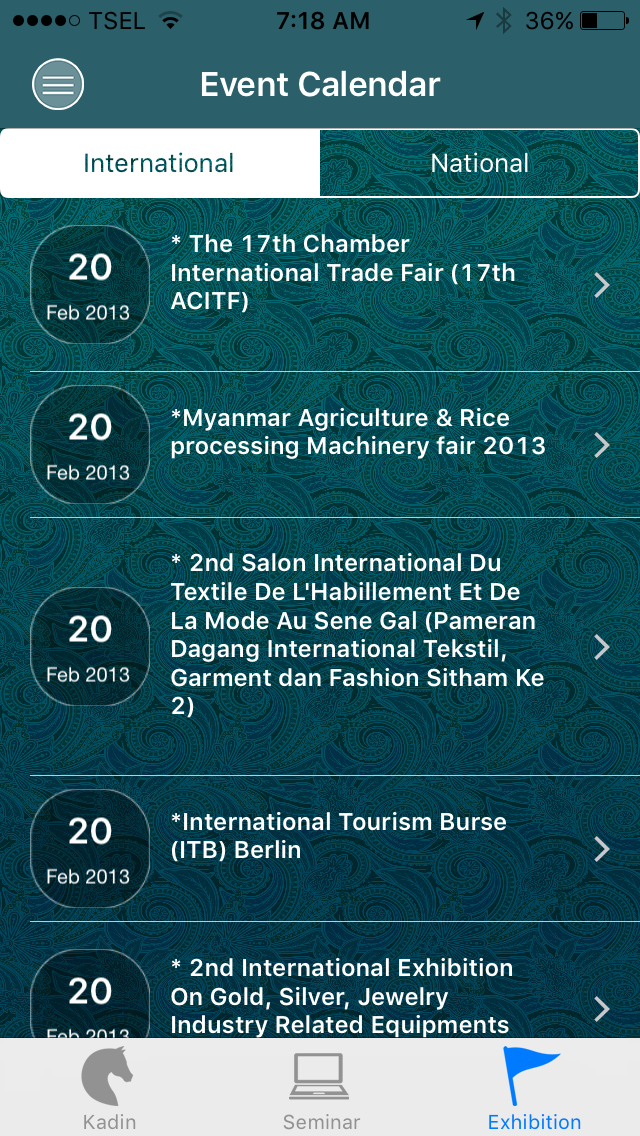 TSEL 7:18 AM 36%
Event Calendar
International National
20
Feb 2013
* The 17th Chamber
International Trade Fair (17th
ACITF)
20
Feb 2013
*Myanmar Agriculture & Rice
processing Machinery fair 2013
20
Feb 2013
* 2nd Salon International Du
Textile De L'Habillement Et De
La Mode Au Sene Gal (Pameran
Dagang International Tekstil,
Garment dan Fashion Sitham Ke
2)
20
Feb 2013
*International Tourism Burse
(ITB) Berlin
20
Feb 2013
* 2nd International Exhibition
On Gold, Silver, Jewelry
Industry Related Equipments
Kadin Seminar Exhibition